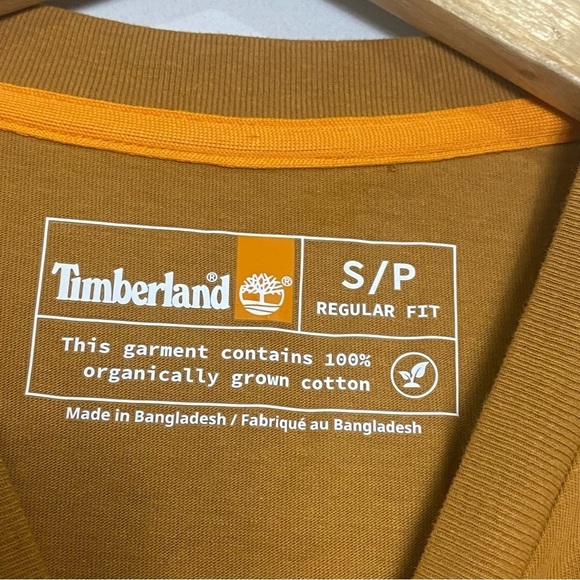 Timberland®
®
S/P
REGULAR FIT
This garment contains 100%
organically grown cotton
Made in Bangladesh / Fabriqué au Bangladesh